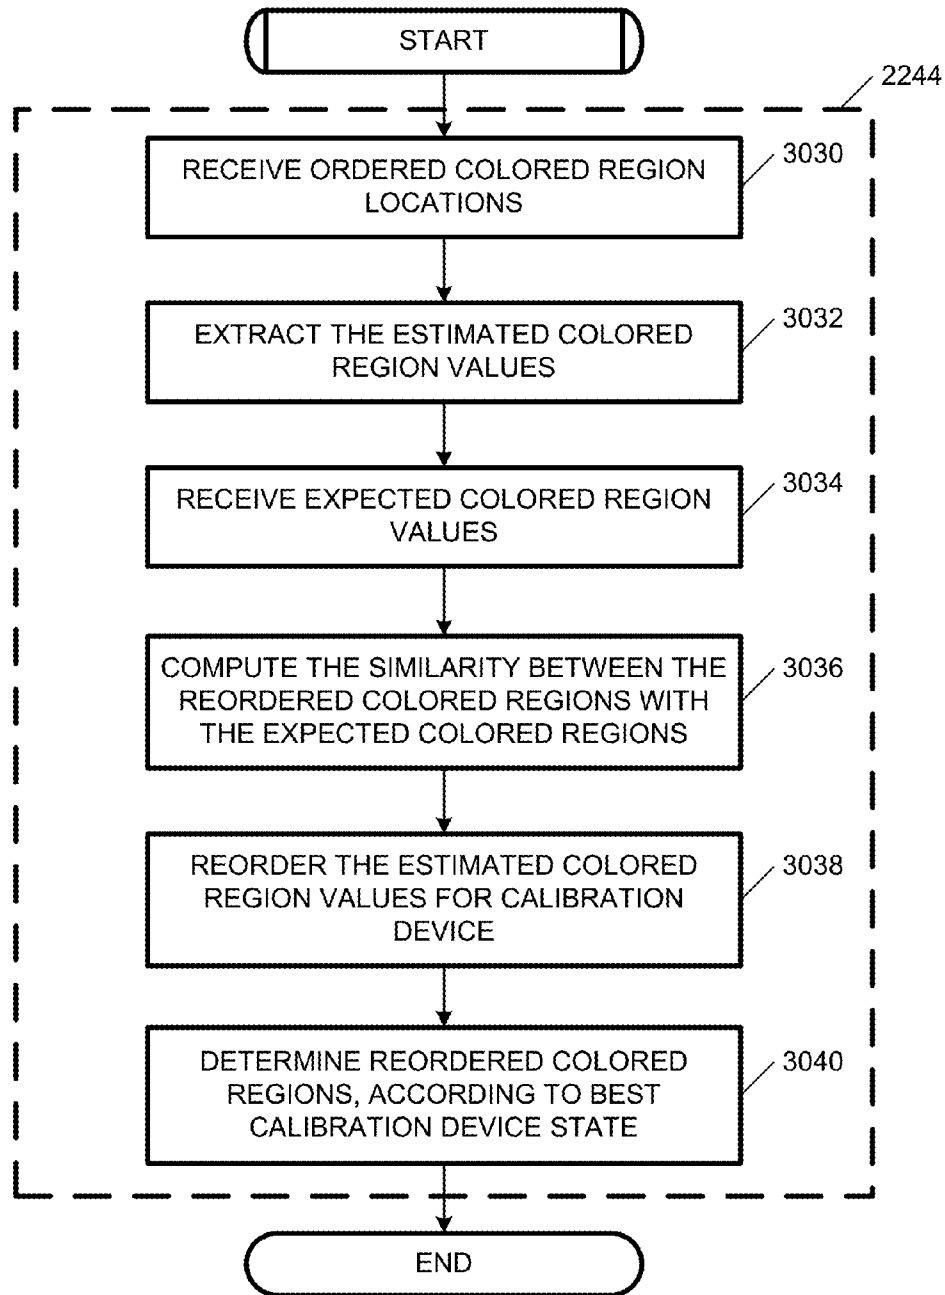 START
2244
RECEIVE ORDERED COLORED REGION
LOCATIONS
3030
EXTRACT THE ESTIMATED COLORED
REGION VALUES
3032
RECEIVE EXPECTED COLORED REGION
VALUES
3034
COMPUTE THE SIMILARITY BETWEEN THE
REORDERED COLORED REGIONS WITH
THE EXPECTED COLORED REGIONS
3036
REORDER THE ESTIMATED COLORED
REGION VALUES FOR CALIBRATION
DEVICE
3038
DETERMINE REORDERED COLORED
REGIONS, ACCORDING TO BEST
CALIBRATION DEVICE STATE
3040
END